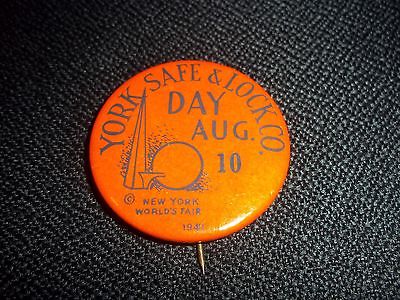 YORK SAFE & LOCK CO.
DAY
AUG.
10
© NEW YORK
WORLD'S FAIR